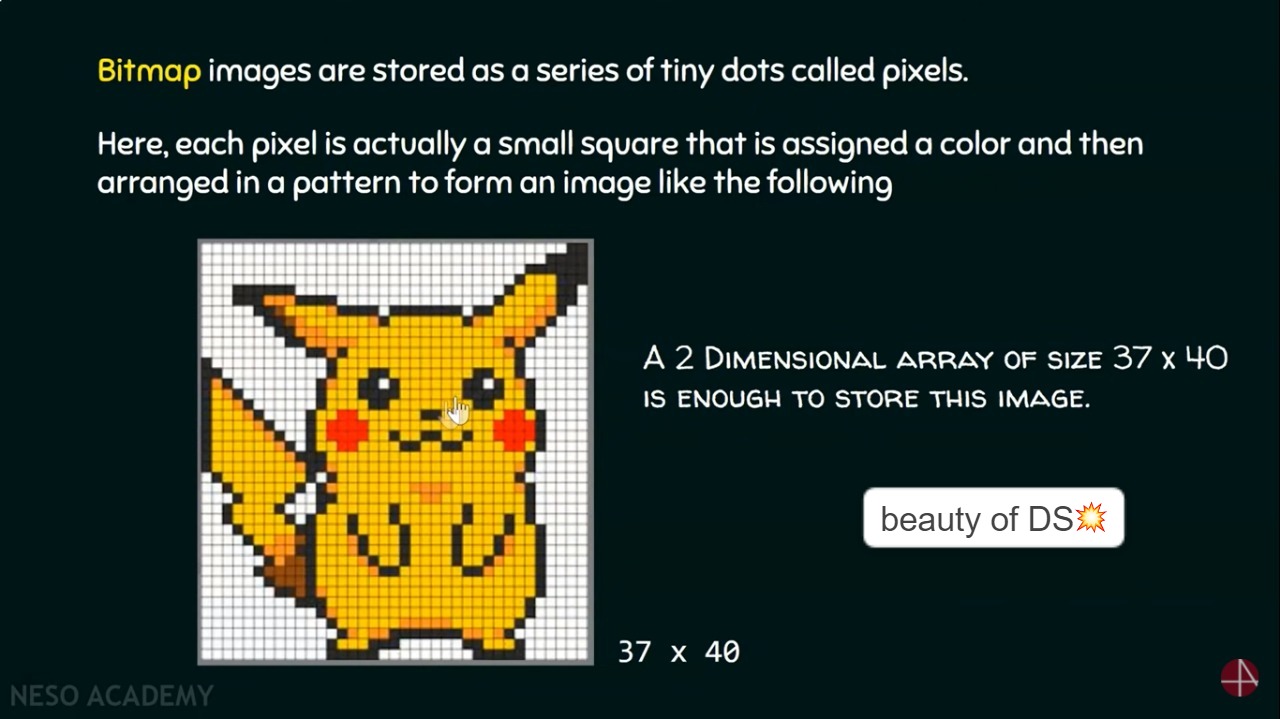 Bitmap images are stored as a series of tiny dots called pixels.
Here, each pixel is actually a small square that is assigned a color and then
arranged in a pattern to form an image like the following
A 2 DIMENSIONAL ARRAY OF SIZE 37 x 40
IS ENOUGH TO STORE THIS IMAGE.
beauty of DS💥
37 x 40
NESO ACADEMY